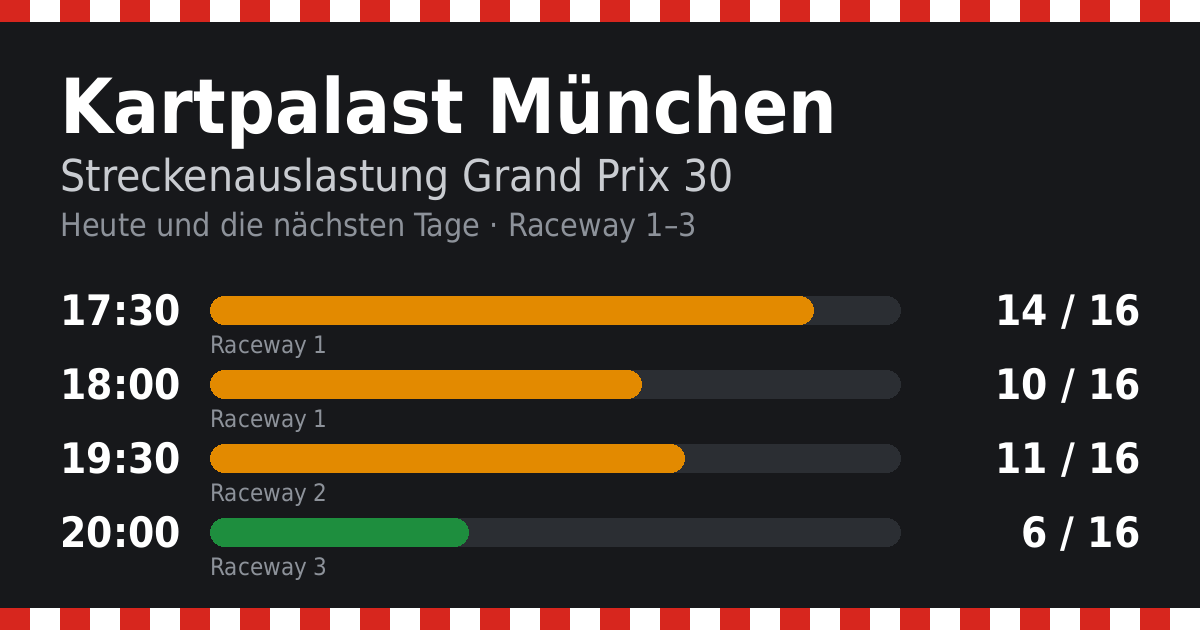 Kartpalast München
Streckenauslastung Grand Prix 30
Heute und die nächsten Tage · Raceway 1–3
17:30 14 / 16
Raceway 1
18:00 10 / 16
Raceway 1
19:30 11 / 16
Raceway 2
20:00 6 / 16
Raceway 3